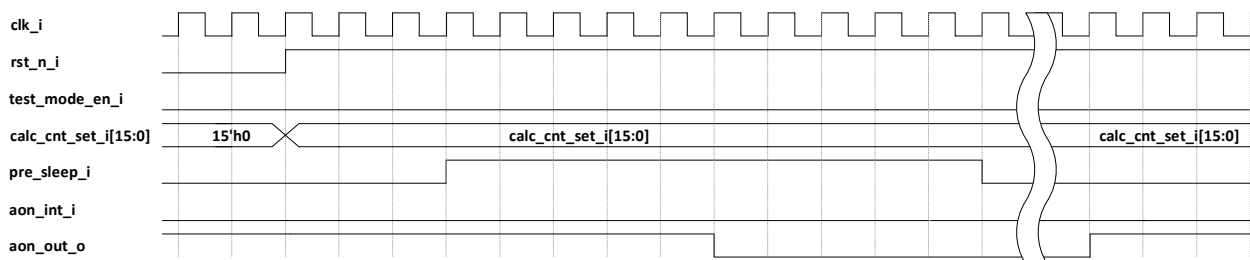 clk_i
rst_n_i
test_mode_en_i
calc_cnt_set_i[15:0] 15'h0 calc_cnt_set_i[15:0] calc_cnt_set_i[15:0]
pre_sleep_i
aon_int_i
aon_out_o